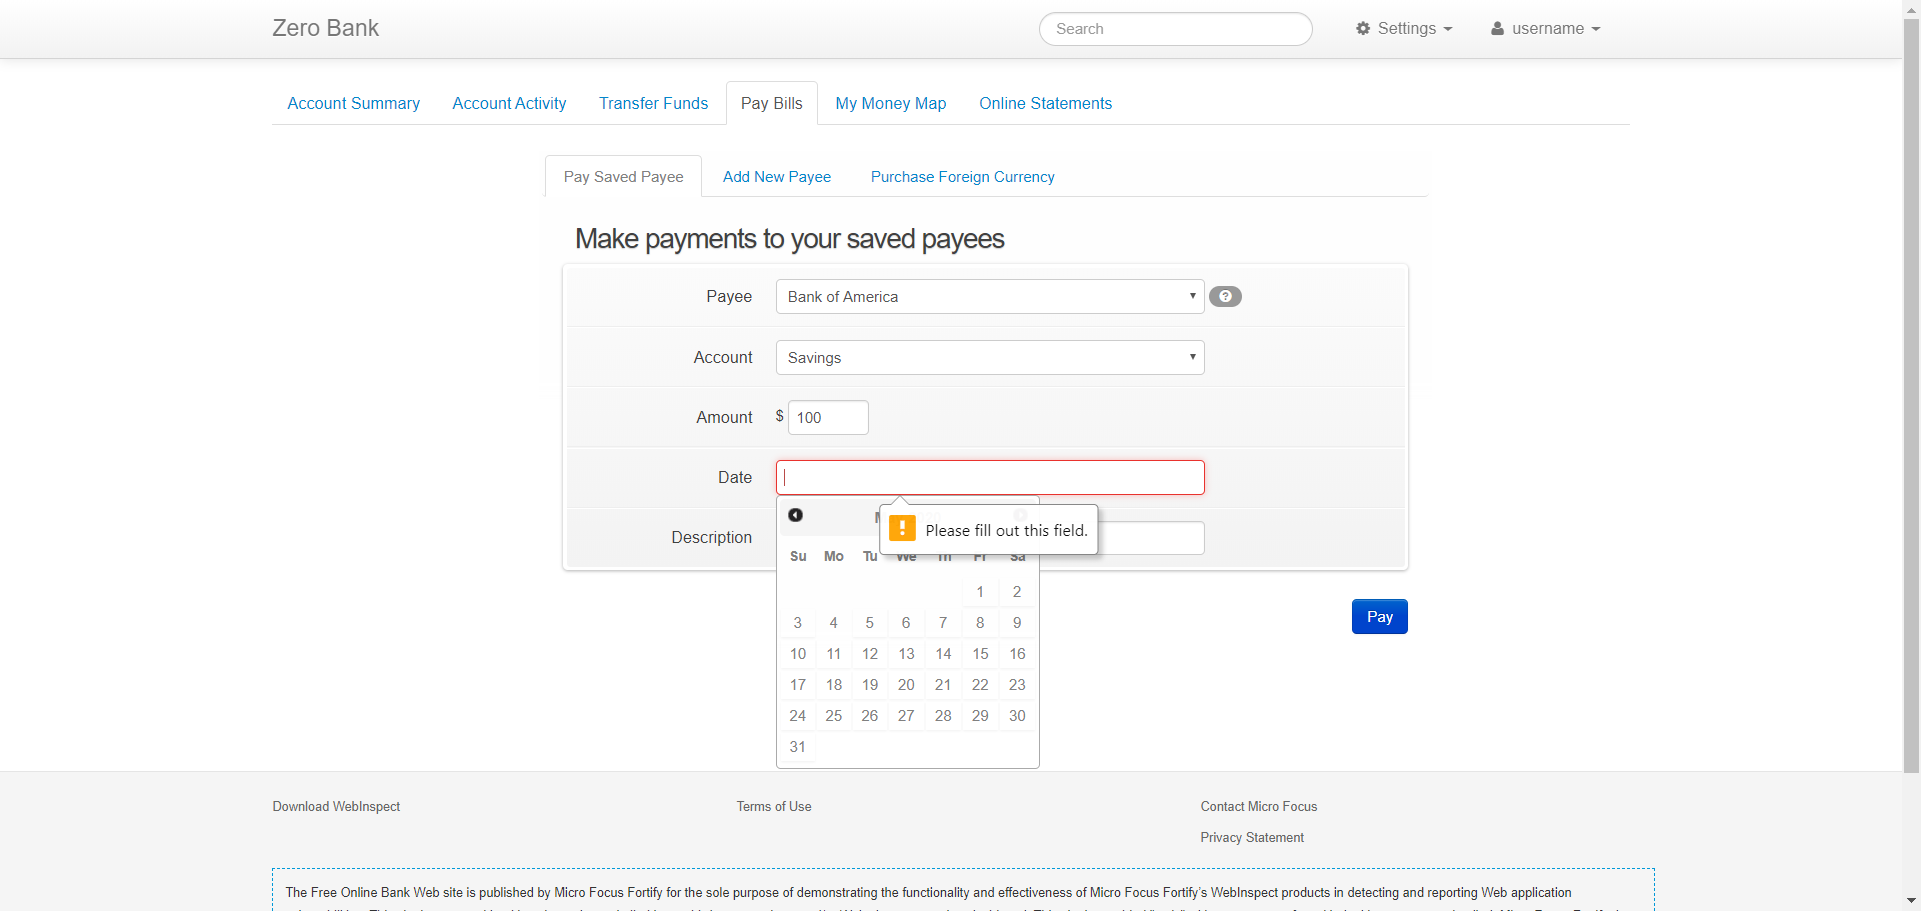 Zero Bank
Search
Settings
username
Account Summary
Account Activity
Transfer Funds
Pay Bills
My Money Map
Online Statements
Pay Saved Payee
Add New Payee
Purchase Foreign Currency
Make payments to your saved payees
Payee
Bank of America
?
Account
Savings
Amount
$ 100
Date
Please fill out this field.
Description
Su Mo Tu We Th Fr Sa
1 2
3 4 5 6 7 8 9
10 11 12 13 14 15 16
17 18 19 20 21 22 23
24 25 26 27 28 29 30
31
Pay
Download WebInspect
Terms of Use
Contact Micro Focus
Privacy Statement
The Free Online Bank Web site is published by Micro Focus Fortify for the sole purpose of demonstrating the functionality and effectiveness of Micro Focus Fortify's WebInspect products in detecting and reporting Web application